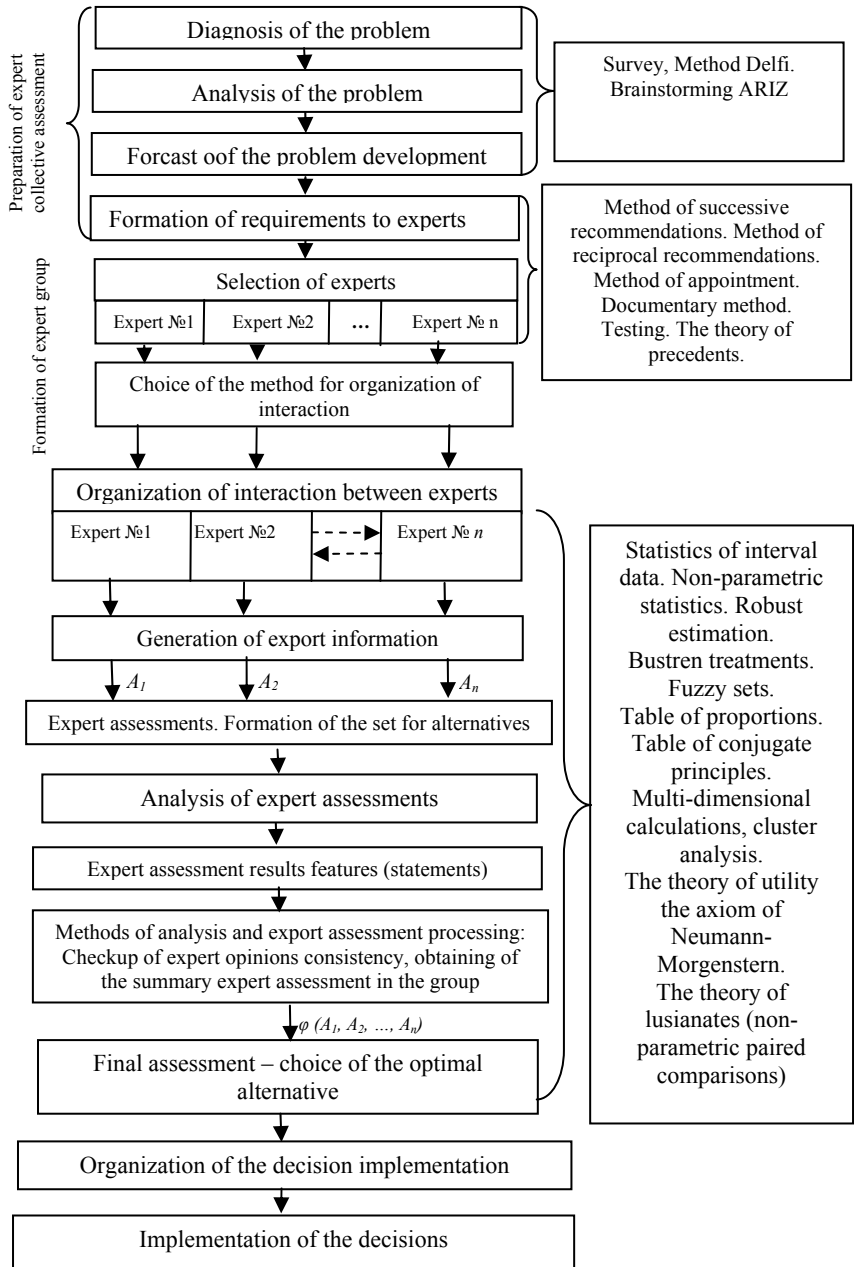 Preparation of expert
collective assessment
Diagnosis of the problem
Analysis of the problem
Forcast oof the problem development
Formation of requirements to experts
Survey, Method Delfi.
Brainstorming ARIZ
Formation of expert group
Selection of experts
Expert №1
Expert №2
...
Expert № n
Method of successive
recommendations. Method of
reciprocal recommendations.
Method of appointment.
Documentary method.
Testing. The theory of
precedents.
Choice of the method for organization of
interaction
Organization of interaction between experts
Expert №1
Expert №2
Expert № n
Generation of export information
A1
A2
An
Expert assessments. Formation of the set for alternatives
Analysis of expert assessments
Expert assessment results features (statements)
Methods of analysis and export assessment processing:
Checkup of expert opinions consistency, obtaining of
the summary expert assessment in the group
φ (A1, A2, ..., An)
Final assessment – choice of the optimal
alternative
Statistics of interval
data. Non-parametric
statistics. Robust
estimation.
Bustren treatments.
Fuzzy sets.
Table of proportions.
Table of conjugate
principles.
Multi-dimensional
calculations, cluster
analysis.
The theory of utility
the axiom of
Neumann-
Morgenstern.
The theory of
lusianates (non-
parametric paired
comparisons)
Organization of the decision implementation
Implementation of the decisions